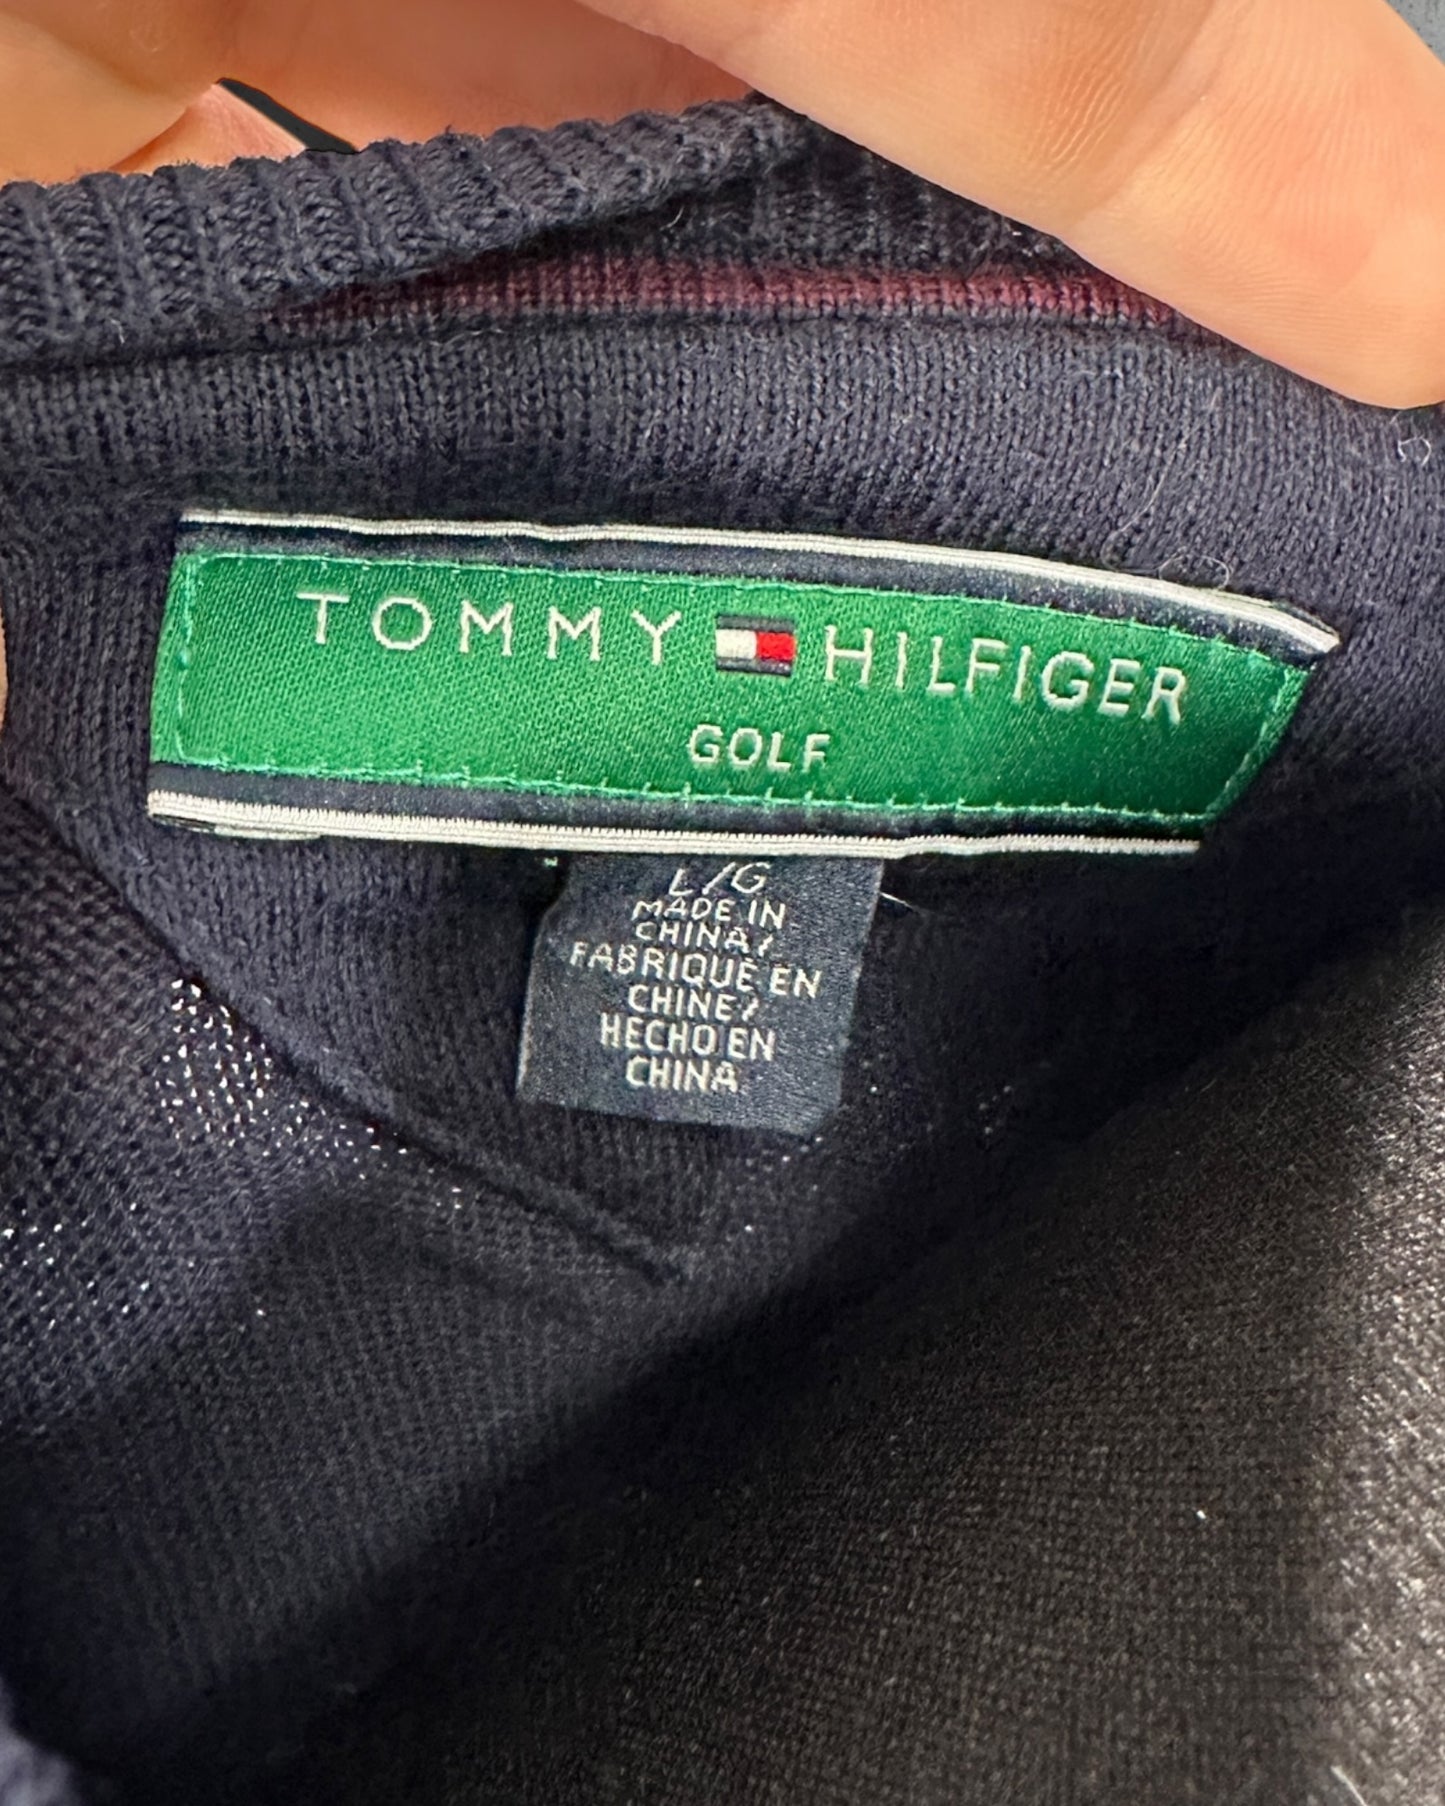 TOMMY HILFIGER
GOLF
L/G
MADE IN
CHINA/
FABRIQUÉ EN
CHINE/
HECHO EN
CHINA